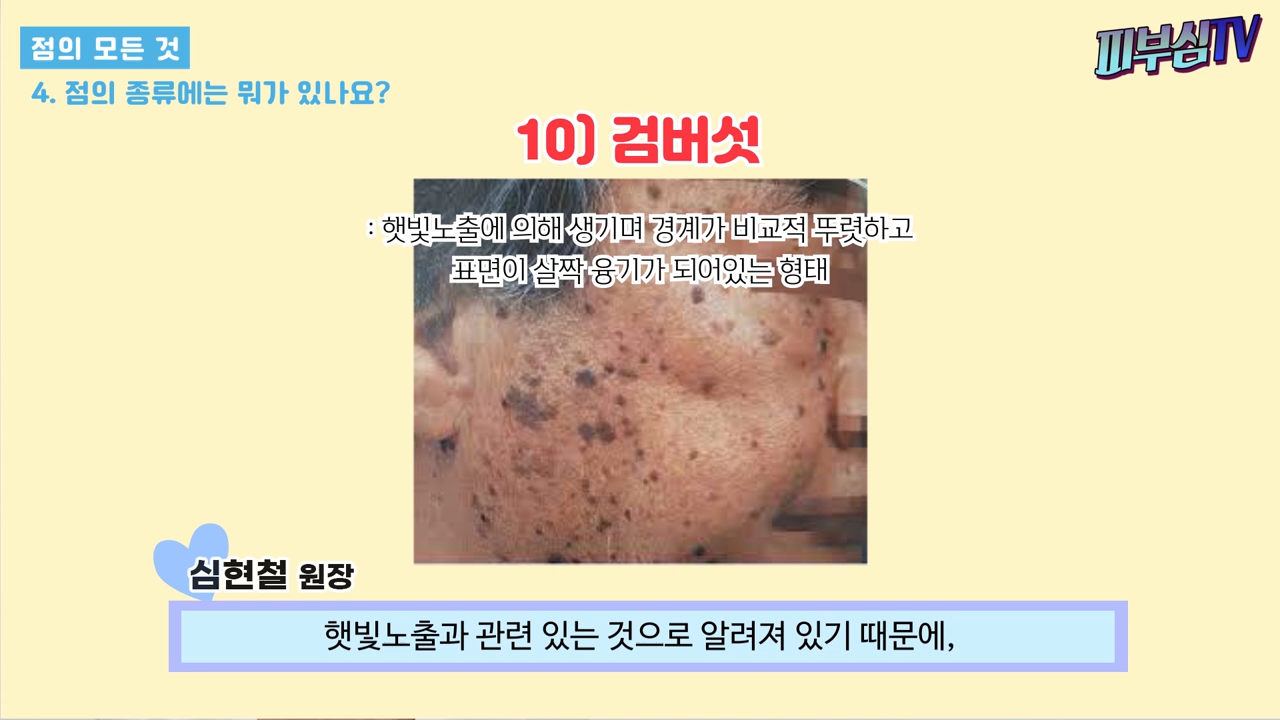 점의 모든 것
피부심TV
4. 점의 종류에는 뭐가 있나요?
10) 검버섯
: 햇빛노출에 의해 생기며 경계가 비교적 뚜렷하고
표면이 살짝 융기가 되어있는 형태
심현철 원장
햇빛노출과 관련 있는 것으로 알려져 있기 때문에,